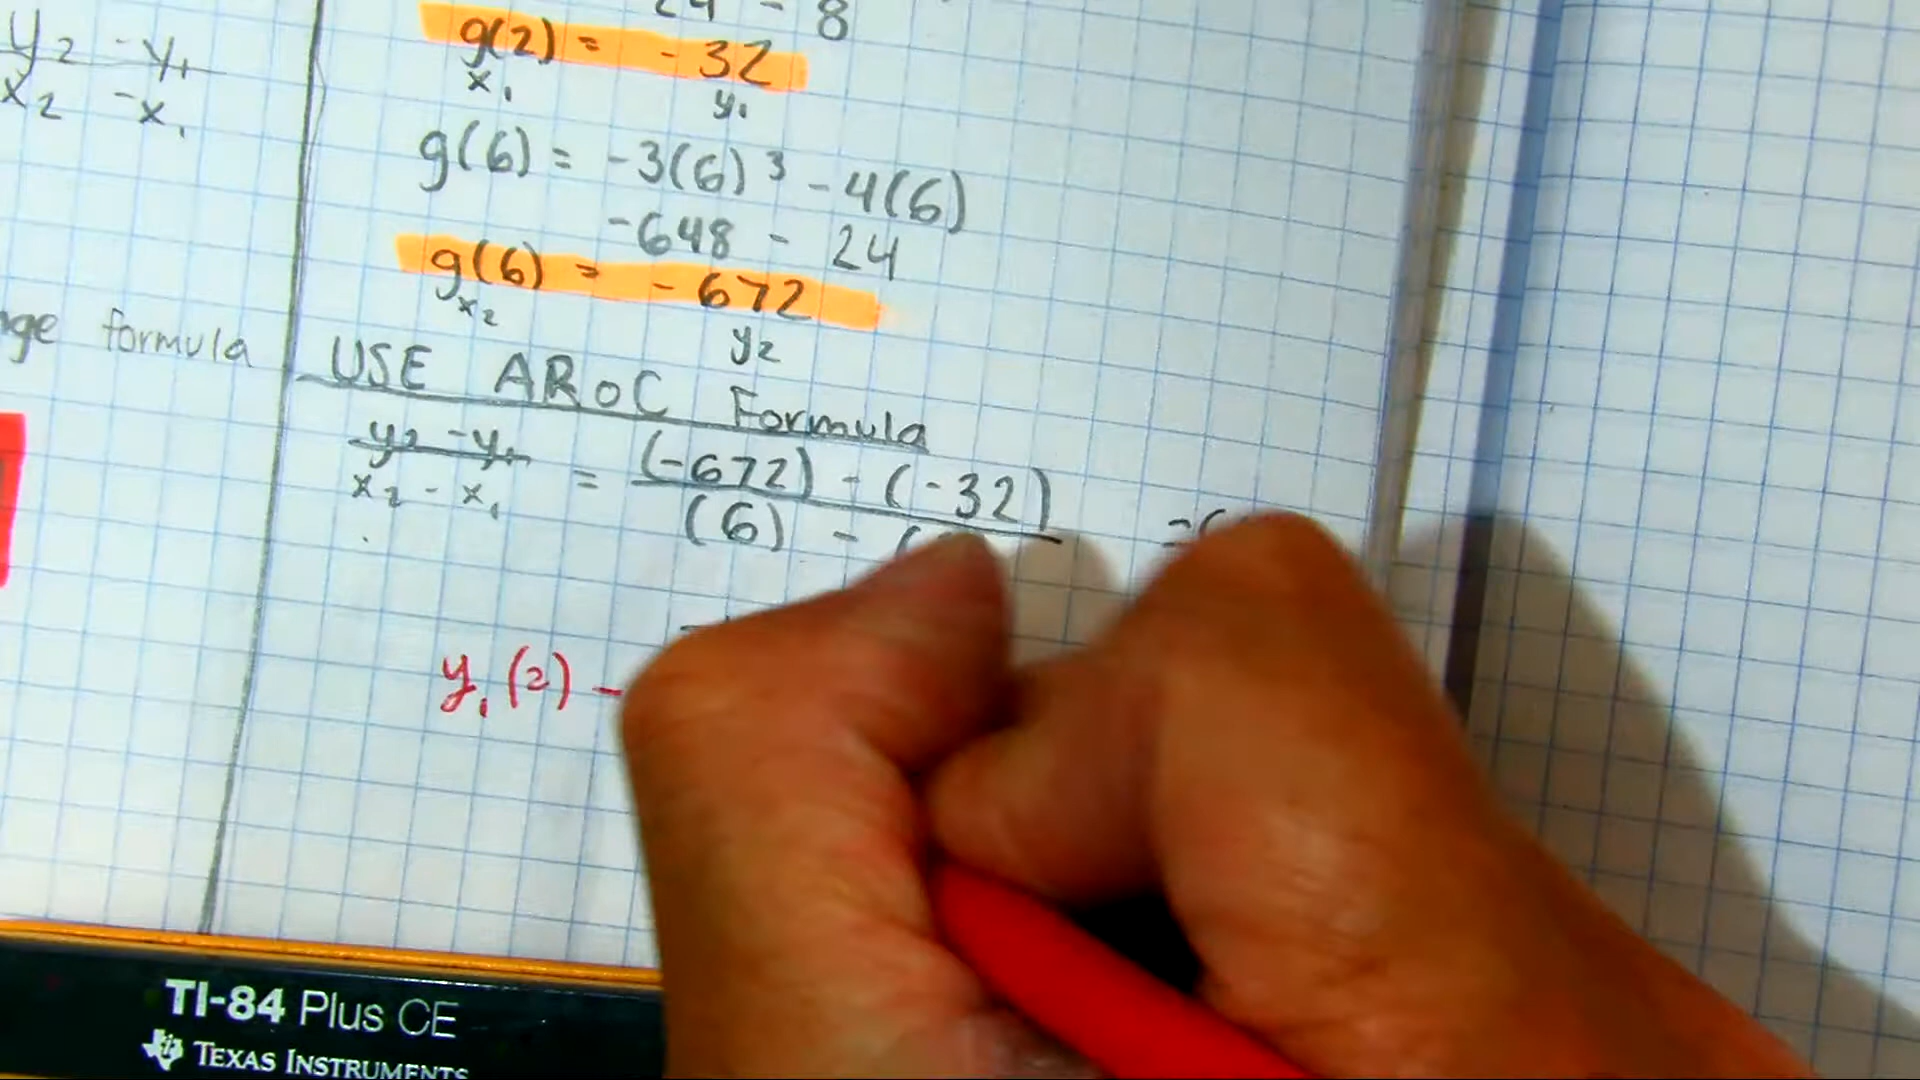 24 - 8
g(2) = - 32
x₁ y₁
g(6) = -3(6)³ - 4(6)
-648 - 24
g(6) = - 672
x₂ y₂
USE AROC Formula
y₂ - y₁ = (-672) - (-32)
x₂ - x₁ (6) -
y₁(2) -
y₂ - y₁
x₂ - x₁
formula
TI-84 Plus CE
TEXAS INSTRUMENTS